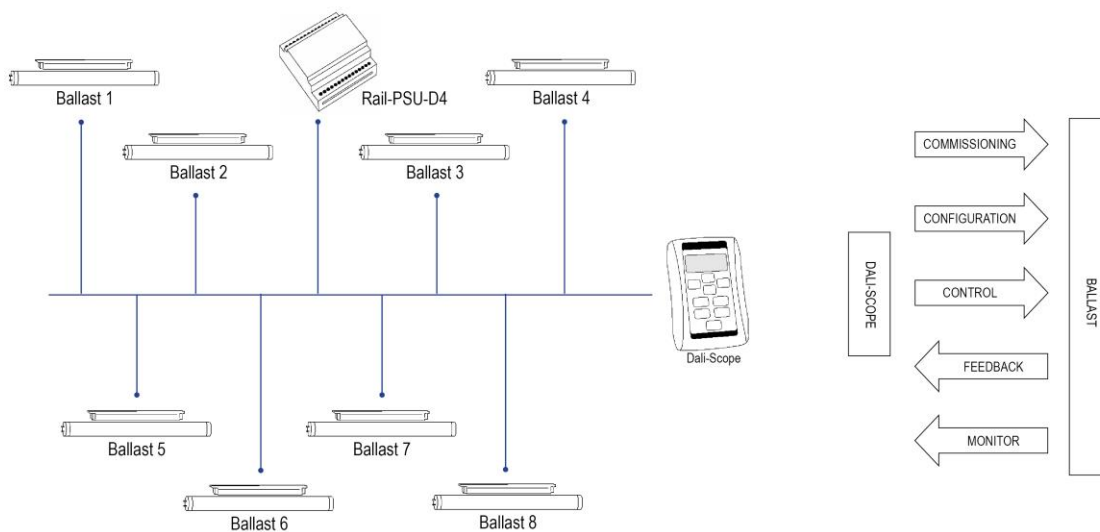 Ballast 1
Rail-PSU-D4
Ballast 4
Ballast 2
Ballast 3
Dali-Scope
Ballast 5
Ballast 7
Ballast 6
Ballast 8
COMMISSIONING
CONFIGURATION
DALI-SCOPE
CONTROL
BALLAST
FEEDBACK
MONITOR